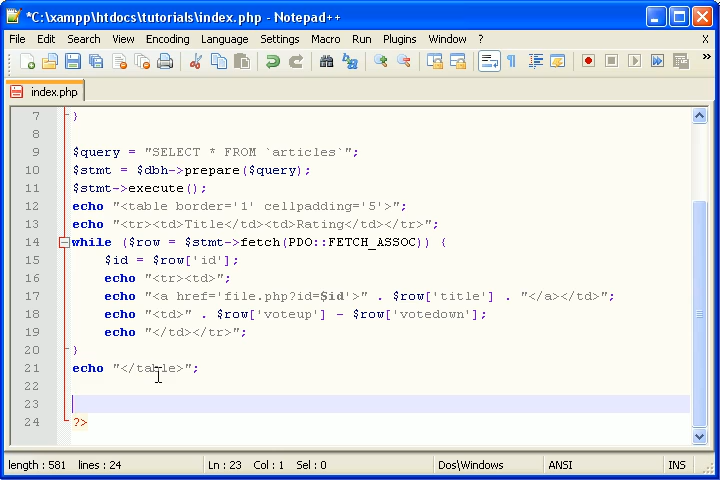 *C:\xampp\htdocs\tutorials\index.php - Notepad++
File Edit Search View Encoding Language Settings Macro Run Plugins Window ? X
index.php
7 }
8
9 $query = "SELECT * FROM `articles`";
10 $stmt = $dbh->prepare($query);
11 $stmt->execute();
12 echo "<table border='1' cellpadding='5'>";
13 echo "<tr><td>Title</td><td>Rating</td></tr>";
14 while ($row = $stmt->fetch(PDO::FETCH_ASSOC)) {
15 $id = $row['id'];
16 echo "<tr><td>";
17 echo "<a href='file.php?id=$id'>" . $row['title'] . "</a></td>";
18 echo "<td>" . $row['voteup'] - $row['votedown'];
19 echo "</td></tr>";
20 }
21 echo "</table>";
22
23
24 ?>
length : 581 lines : 24 Ln : 23 Col : 1 Sel : 0 Dos\Windows ANSI INS